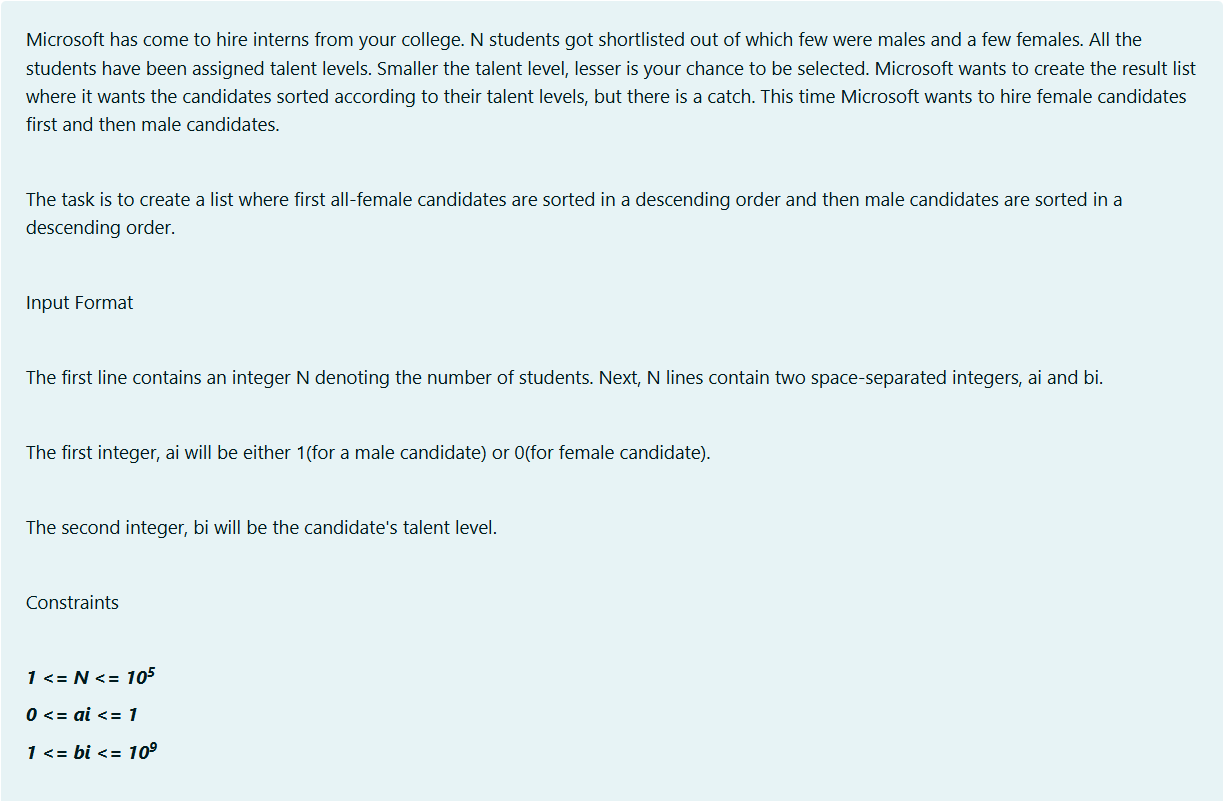 Microsoft has come to hire interns from your college. N students got shortlisted out of which few were males and a few females. All the
students have been assigned talent levels. Smaller the talent level, lesser is your chance to be selected. Microsoft wants to create the result list
where it wants the candidates sorted according to their talent levels, but there is a catch. This time Microsoft wants to hire female candidates
first and then male candidates.
The task is to create a list where first all-female candidates are sorted in a descending order and then male candidates are sorted in a
descending order.
Input Format
The first line contains an integer N denoting the number of students. Next, N lines contain two space-separated integers, ai and bi.
The first integer, ai will be either 1(for a male candidate) or 0(for female candidate).
The second integer, bi will be the candidate's talent level.
Constraints
1 <= N <= 10⁵
0 <= ai <= 1
1 <= bi <= 10⁹